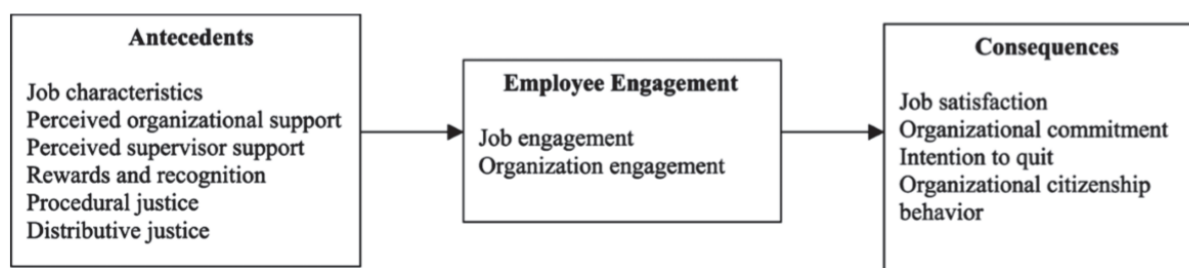 Antecedents
Job characteristics
Perceived organizational support
Perceived supervisor support
Rewards and recognition
Procedural justice
Distributive justice
Employee Engagement
Job engagement
Organization engagement
Consequences
Job satisfaction
Organizational commitment
Intention to quit
Organizational citizenship
behavior